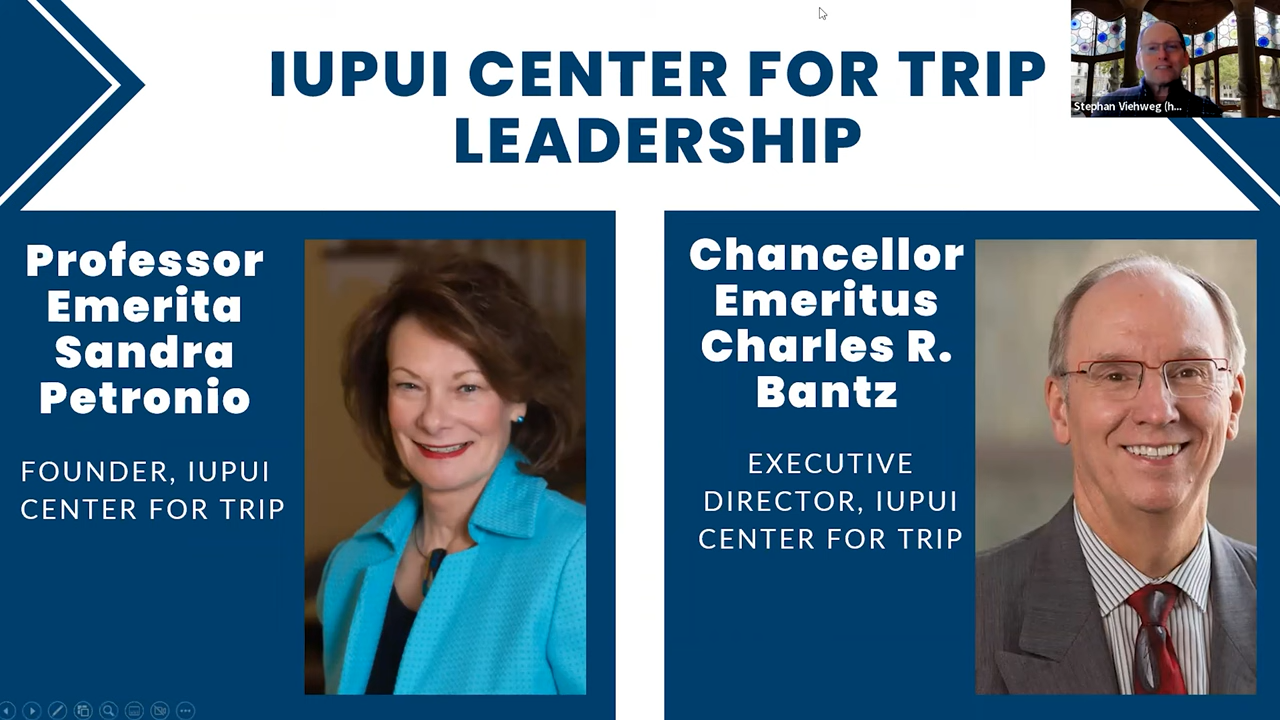 IUPUI CENTER FOR TRIP
LEADERSHIP
Stephan Viehweg (h...
Professor
Emerita
Sandra
Petronio
FOUNDER, IUPUI
CENTER FOR TRIP
Chancellor
Emeritus
Charles R.
Bantz
EXECUTIVE
DIRECTOR, IUPUI
CENTER FOR TRIP